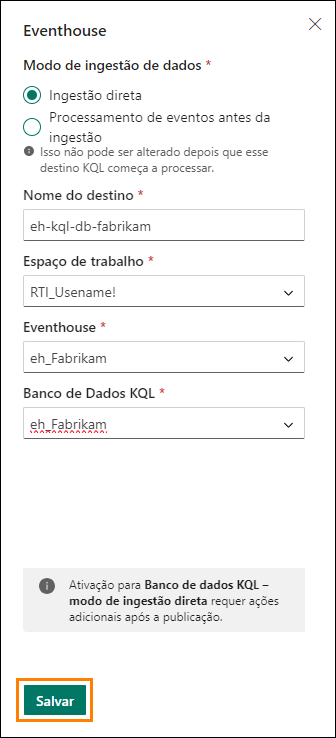 Eventhouse
Modo de ingestão de dados *
Ingestão direta
Processamento de eventos antes da
ingestão
Isso não pode ser alterado depois que esse
destino KQL começa a processar.
Nome do destino *
eh-kql-db-fabrikam
Espaço de trabalho *
RTI_Usename!
Eventhouse *
eh_Fabrikam
Banco de Dados KQL *
eh_Fabrikam
Ativação para Banco de dados KQL –
modo de ingestão direta requer ações
adicionais após a publicação.
Salvar